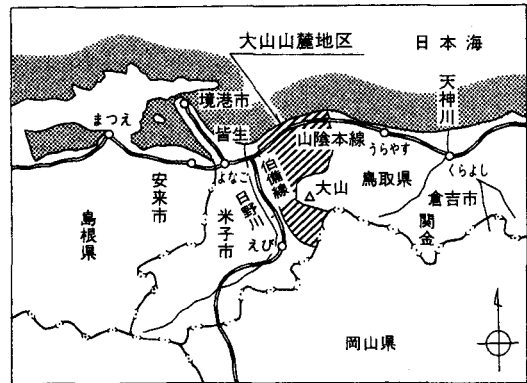 大山山麓地区
日本海
境港市
天神川
まつえ
皆生
山陰本線
うらやす
よなご
伯備線
大山
鳥取県
くらよし
倉吉市
安来市
日野川
米子市
関金
島根県
えび
岡山県